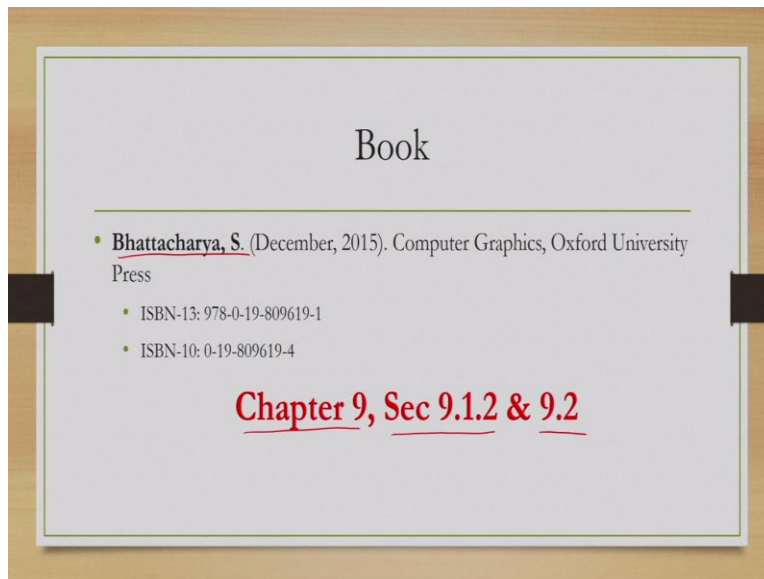 Book
• Bhattacharya, S. (December, 2015). Computer Graphics, Oxford University
Press
• ISBN-13: 978-0-19-809619-1
• ISBN-10: 0-19-809619-4
Chapter 9, Sec 9.1.2 & 9.2